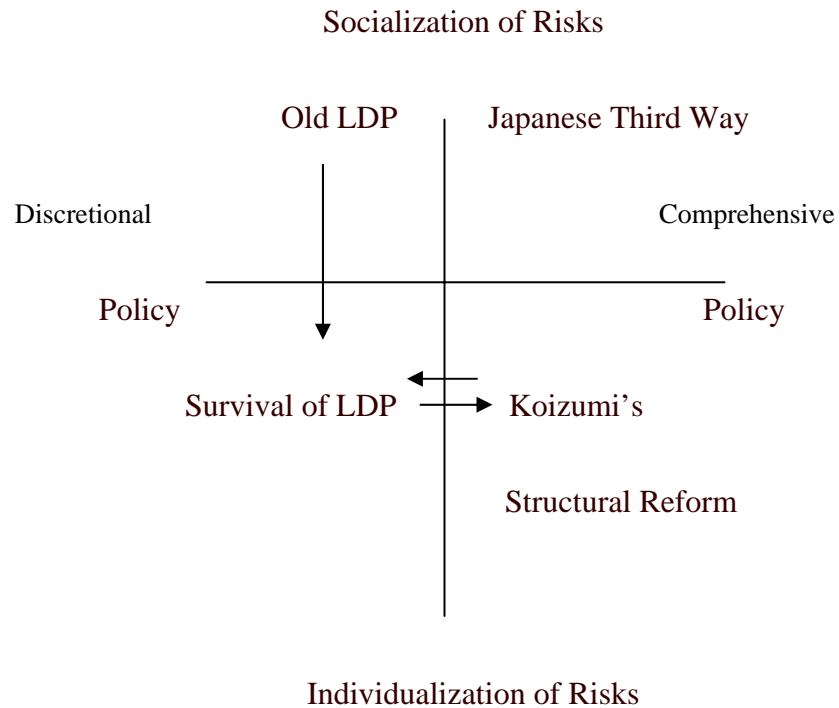 Socialization of Risks
Old LDP
Japanese Third Way
Discretional
Comprehensive
Policy
Policy
Survival of LDP
Koizumi’s
Structural Reform
Individualization of Risks